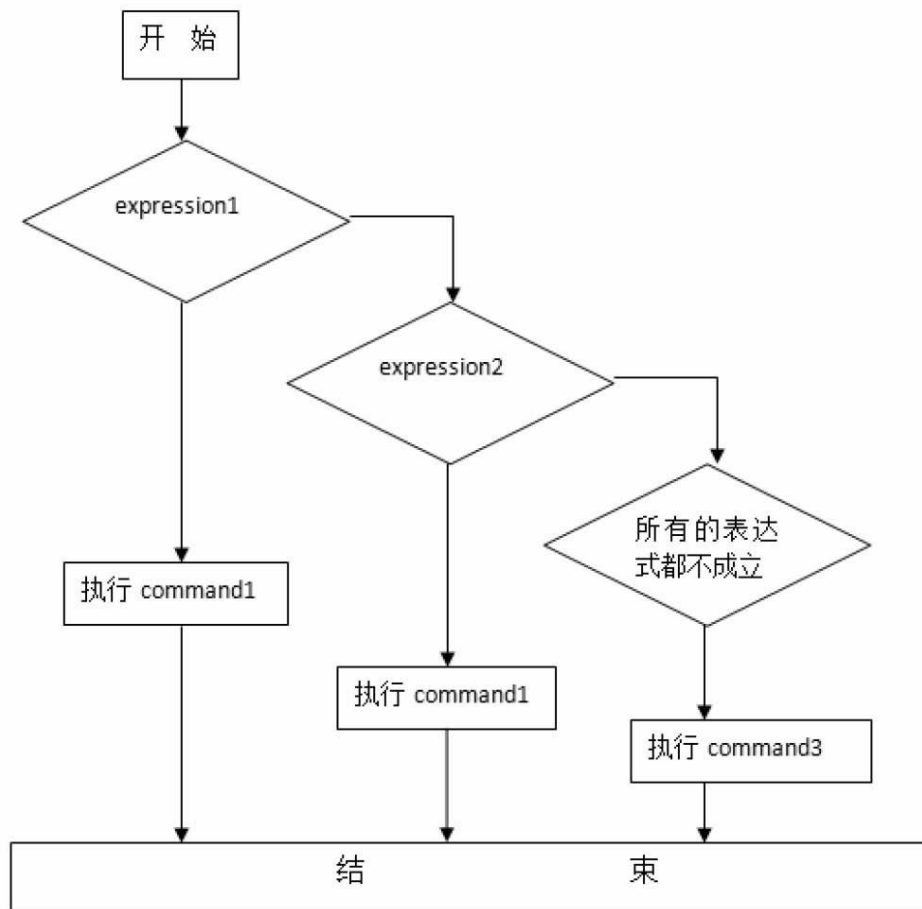 开 始
expression1
expression2
所有的表达
式都不成立
执行 command1
执行 command1
执行 command3
结 束